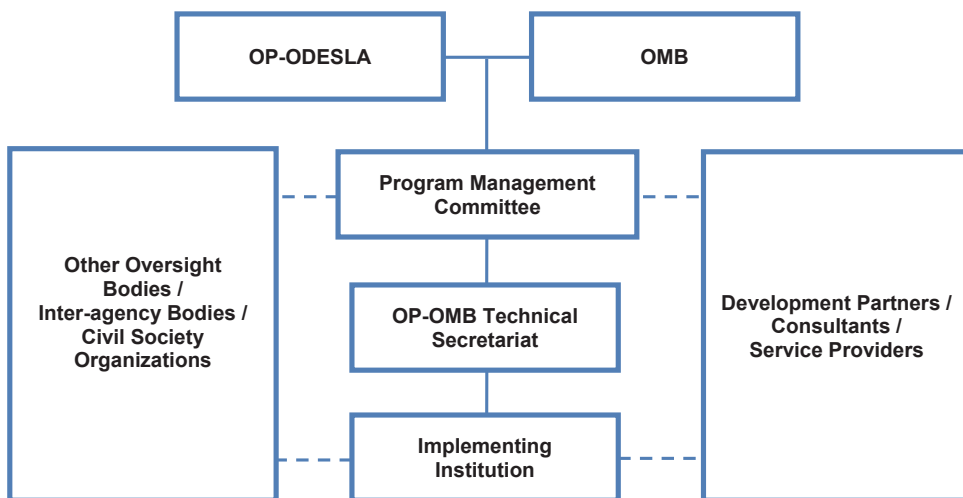 OP-ODESLA
OMB
Program Management
Committee
Other Oversight
Bodies /
Inter-agency Bodies /
Civil Society
Organizations
OP-OMB Technical
Secretariat
Development Partners /
Consultants /
Service Providers
Implementing
Institution